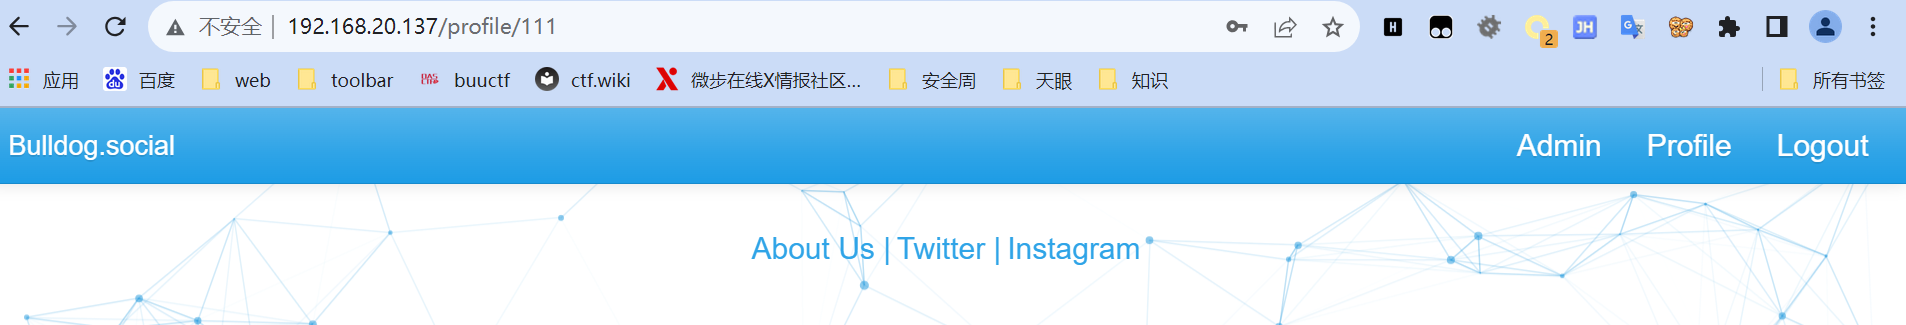 不安全 | 192.168.20.137/profile/111
2
应用 百度 web toolbar buuctf ctf.wiki 微步在线X情报社区... 安全周 天眼 知识 所有书签
Bulldog.social Admin Profile Logout
About Us | Twitter | Instagram